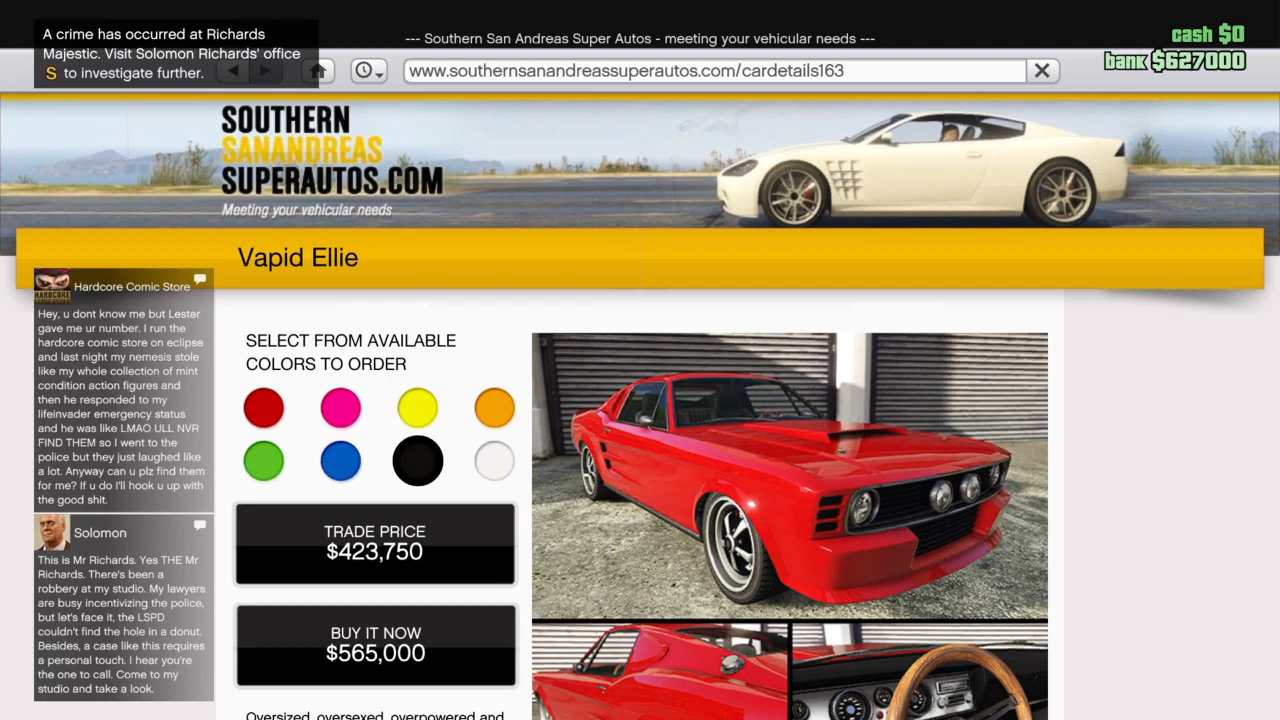 A crime has occurred at Richards
Majestic. Visit Solomon Richards' office
S to investigate further.
--- Southern San Andreas Super Autos - meeting your vehicular needs ---
cash $0
bank $627000
www.southernsanandreassuperautos.com/cardetails163
SOUTHERN
SANANDREAS
SUPERAUTOS.COM
Meeting your vehicular needs
Vapid Ellie
HARDCORE
Hardcore Comic Store
Hey, u dont know me but Lester
gave me ur number. I run the
hardcore comic store on eclipse
and last night my nemesis stole
like my whole collection of mint
condition action figures and
then he responded to my
lifeinvader emergency status
and he was like LMAO ULL NVR
FIND THEM so I went to the
police but they just laughed like
a lot. Anyway can u plz find them
for me? If u do I'll hook u up with
the good shit.
Solomon
This is Mr Richards. Yes THE Mr
Richards. There's been a
robbery at my studio. My lawyers
are busy incentivizing the police,
but let's face it, the LSPD
couldn't find the hole in a donut.
Besides, a case like this requires
a personal touch. I hear you're
the one to call. Come to my
studio and take a look.
SELECT FROM AVAILABLE
COLORS TO ORDER
TRADE PRICE
$423,750
BUY IT NOW
$565,000
Oversized, oversexed, overpowered and